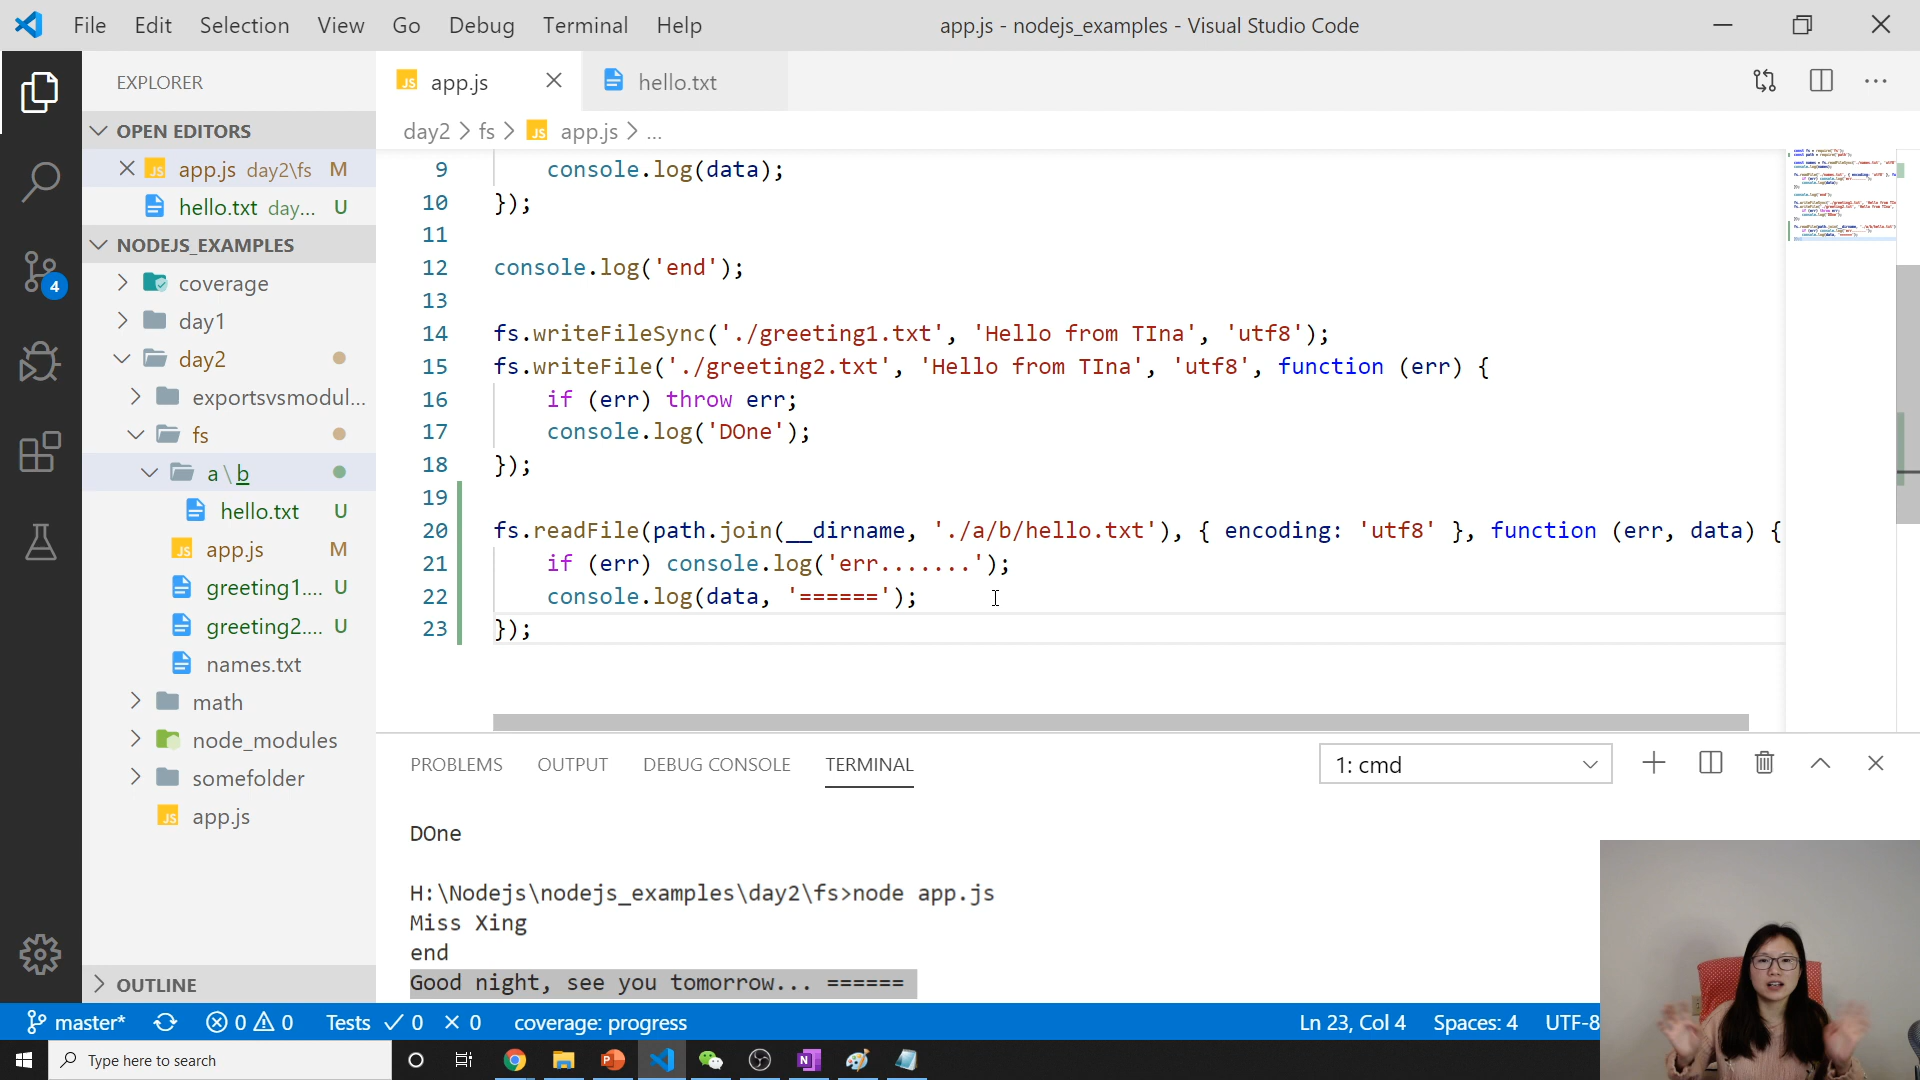 File Edit Selection View Go Debug Terminal Help
app.js - nodejs_examples - Visual Studio Code
EXPLORER
OPEN EDITORS
app.js day2\fs M
hello.txt day... U
NODEJS_EXAMPLES
coverage
day1
day2
exportsvsmodul...
fs
a\b
hello.txt U
app.js M
greeting1.... U
greeting2.... U
names.txt
math
node_modules
somefolder
app.js
OUTLINE
4
app.js
hello.txt
day2 > fs > app.js > ...
9 console.log(data);
10 });
11
12 console.log('end');
13
14 fs.writeFileSync('./greeting1.txt', 'Hello from TIna', 'utf8');
15 fs.writeFile('./greeting2.txt', 'Hello from TIna', 'utf8', function (err) {
16 if (err) throw err;
17 console.log('DOne');
18 });
19
20 fs.readFile(path.join(__dirname, './a/b/hello.txt'), { encoding: 'utf8' }, function (err, data) {
21 if (err) console.log('err.......');
22 console.log(data, '======');
23 });
PROBLEMS OUTPUT DEBUG CONSOLE TERMINAL
1: cmd
DOne
H:\Nodejs\nodejs_examples\day2\fs>node app.js
Miss Xing
end
Good night, see you tomorrow... ======
master* 0 0 Tests 0 0 coverage: progress
Ln 23, Col 4 Spaces: 4 UTF-8
Type here to search